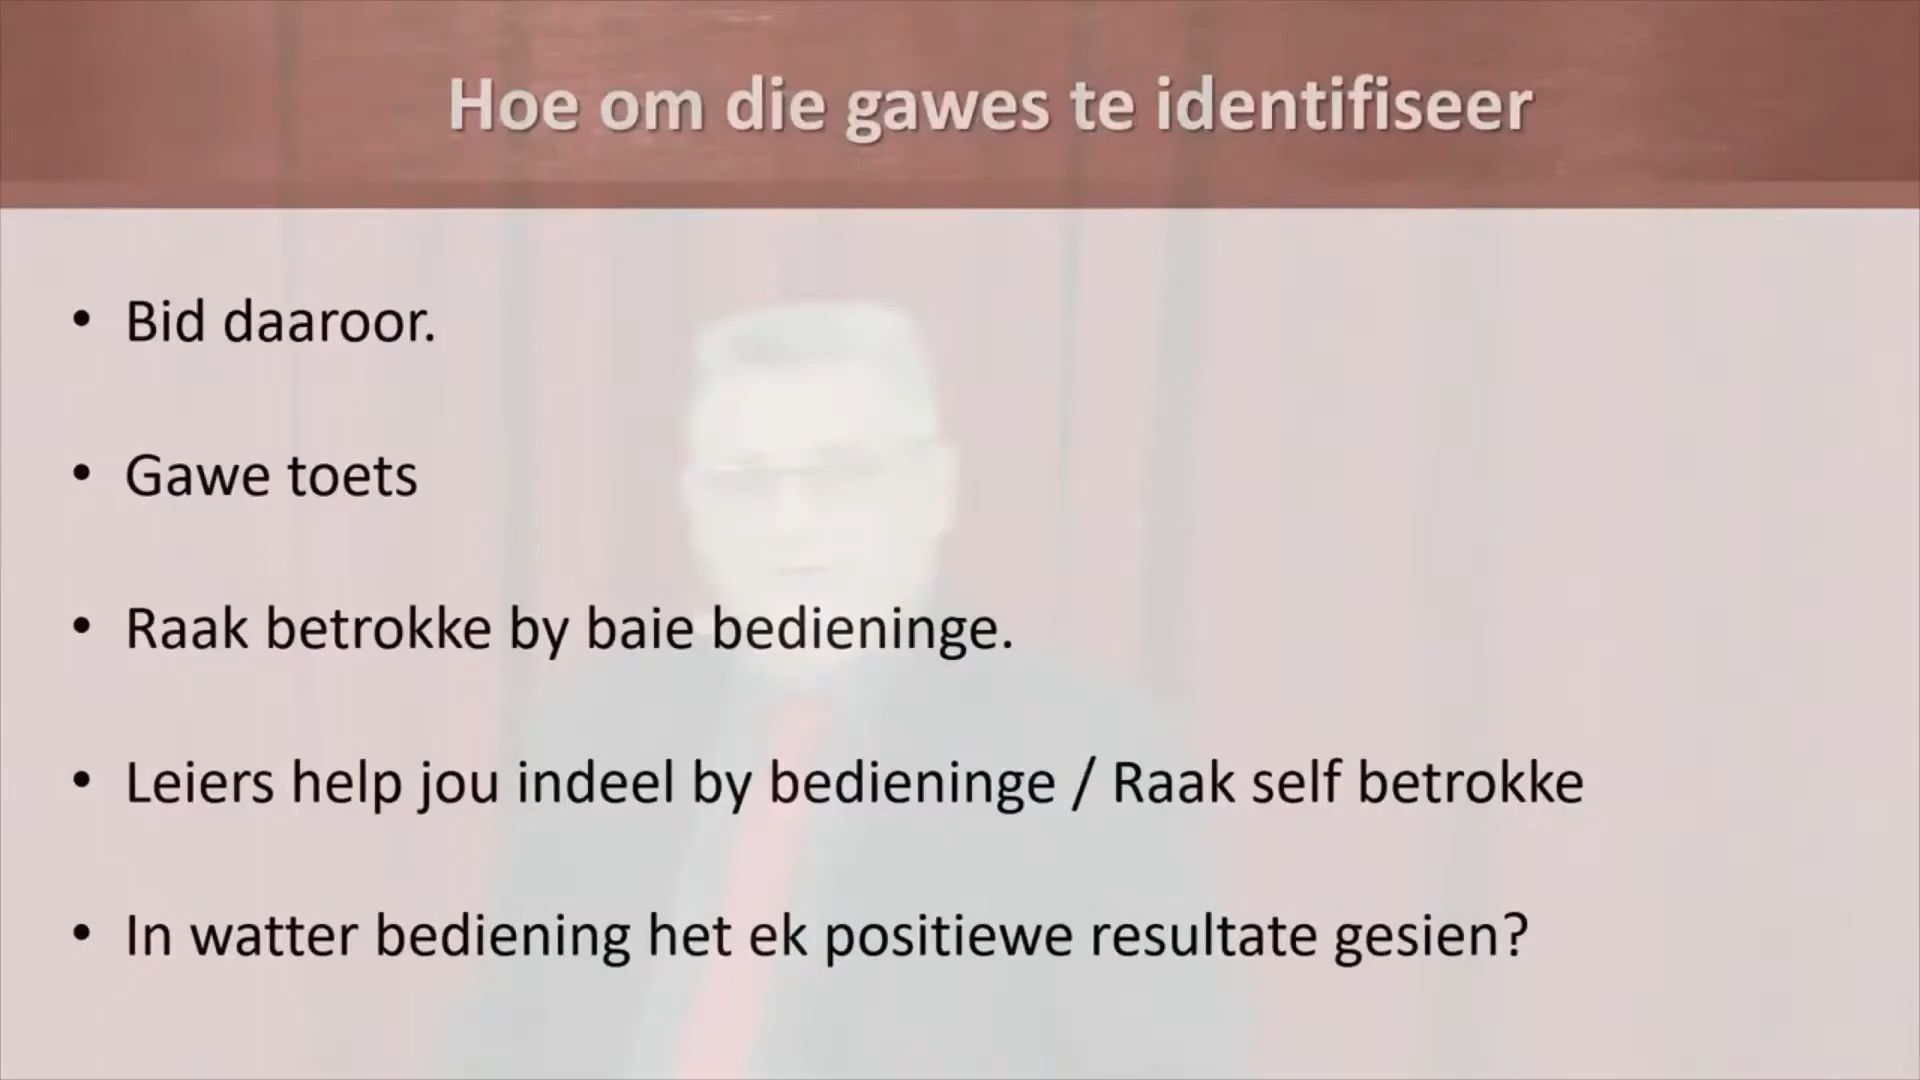 Hoe om die gawes te identifiseer
• Bid daaroor.
• Gawe toets
• Raak betrokke by baie bedieninge.
• Leiers help jou indeel by bedieninge / Raak self betrokke
• In watter bediening het ek positiewe resultate gesien?